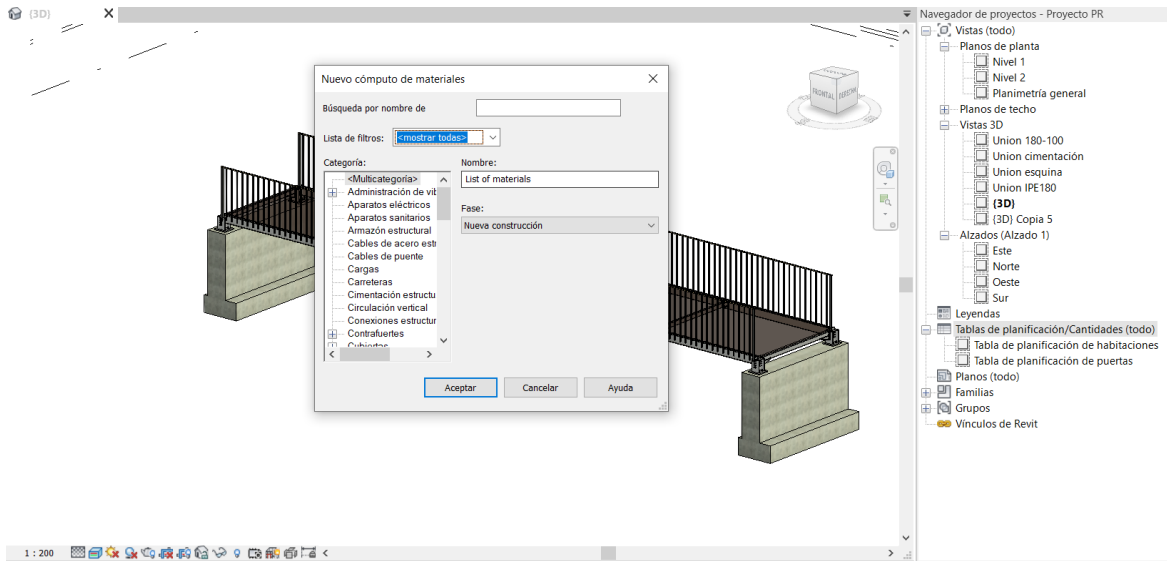 (3D)
Navegador de proyectos - Proyecto PR
Vistas (todo)
Planos de planta
Nivel 1
Nivel 2
Planimetría general
Planos de techo
Vistas 3D
Union 180-100
Union cimentación
Union esquina
Union IPE180
(3D)
{3D} Copia 5
Alzados (Alzado 1)
Este
Norte
Oeste
Sur
Leyendas
Tablas de planificación/Cantidades (todo)
Tabla de planificación de habitaciones
Tabla de planificación de puertas
Planos (todo)
Familias
Grupos
Vínculos de Revit
Nuevo cómputo de materiales
Búsqueda por nombre de
Lista de filtros: <mostrar todas>
Categoría:
<Multicategoría>
Administración de vib
Aparatos eléctricos
Aparatos sanitarios
Armazón estructural
Cables de acero estr
Cables de puente
Cargas
Carreteras
Cimentación estructu
Circulación vertical
Conexiones estructur
Contrafuertes
Cubiertas
Nombre:
List of materials
Fase:
Nueva construcción
Aceptar
Cancelar
Ayuda
FRONTAL
1 : 200